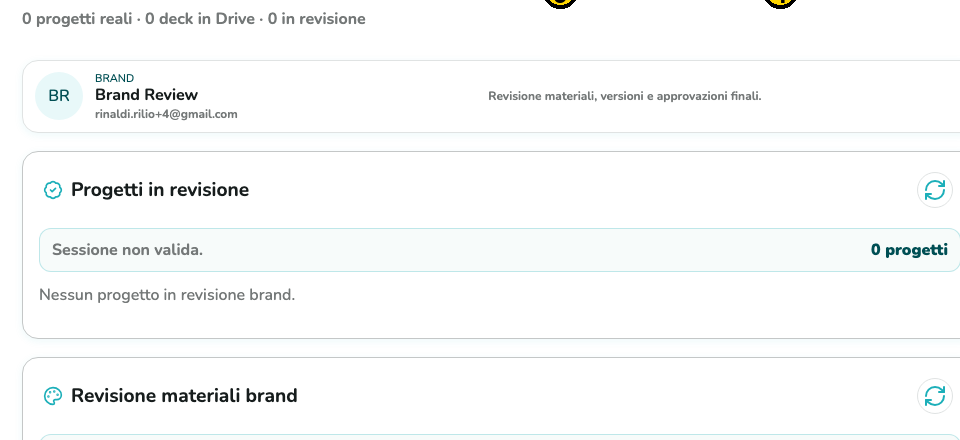 0 progetti reali · 0 deck in Drive · 0 in revisione
BR
BRAND
Brand Review
rinaldi.rilio+4@gmail.com
Revisione materiali, versioni e approvazioni finali.
Progetti in revisione
Sessione non valida.
0 progetti
Nessun progetto in revisione brand.
Revisione materiali brand